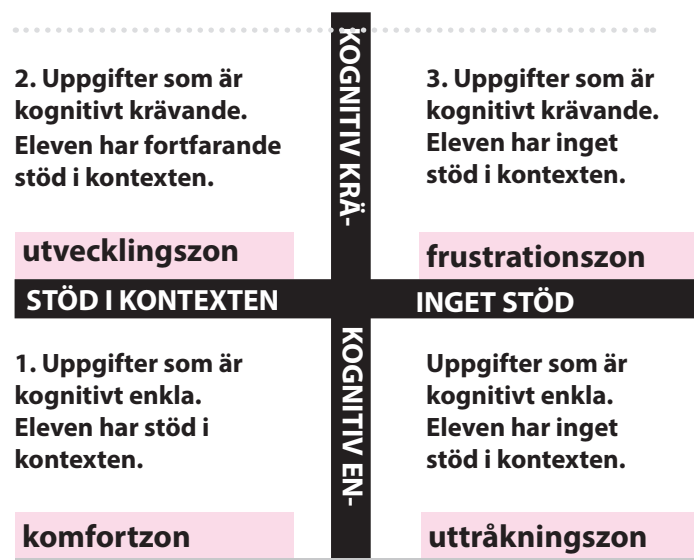 2. Uppgifter som är
kognitivt krävande.
Eleven har fortfarande
stöd i kontexten.
utvecklingszon
KOGNITIV KRÄ-
3. Uppgifter som är
kognitivt krävande.
Eleven har inget
stöd i kontexten.
frustrationszon
STÖD I KONTEXTEN
INGET STÖD
1. Uppgifter som är
kognitivt enkla.
Eleven har stöd i
kontexten.
komfortzon
KOGNITIV EN-
Uppgifter som är
kognitivt enkla.
Eleven har inget
stöd i kontexten.
uttråkningszon